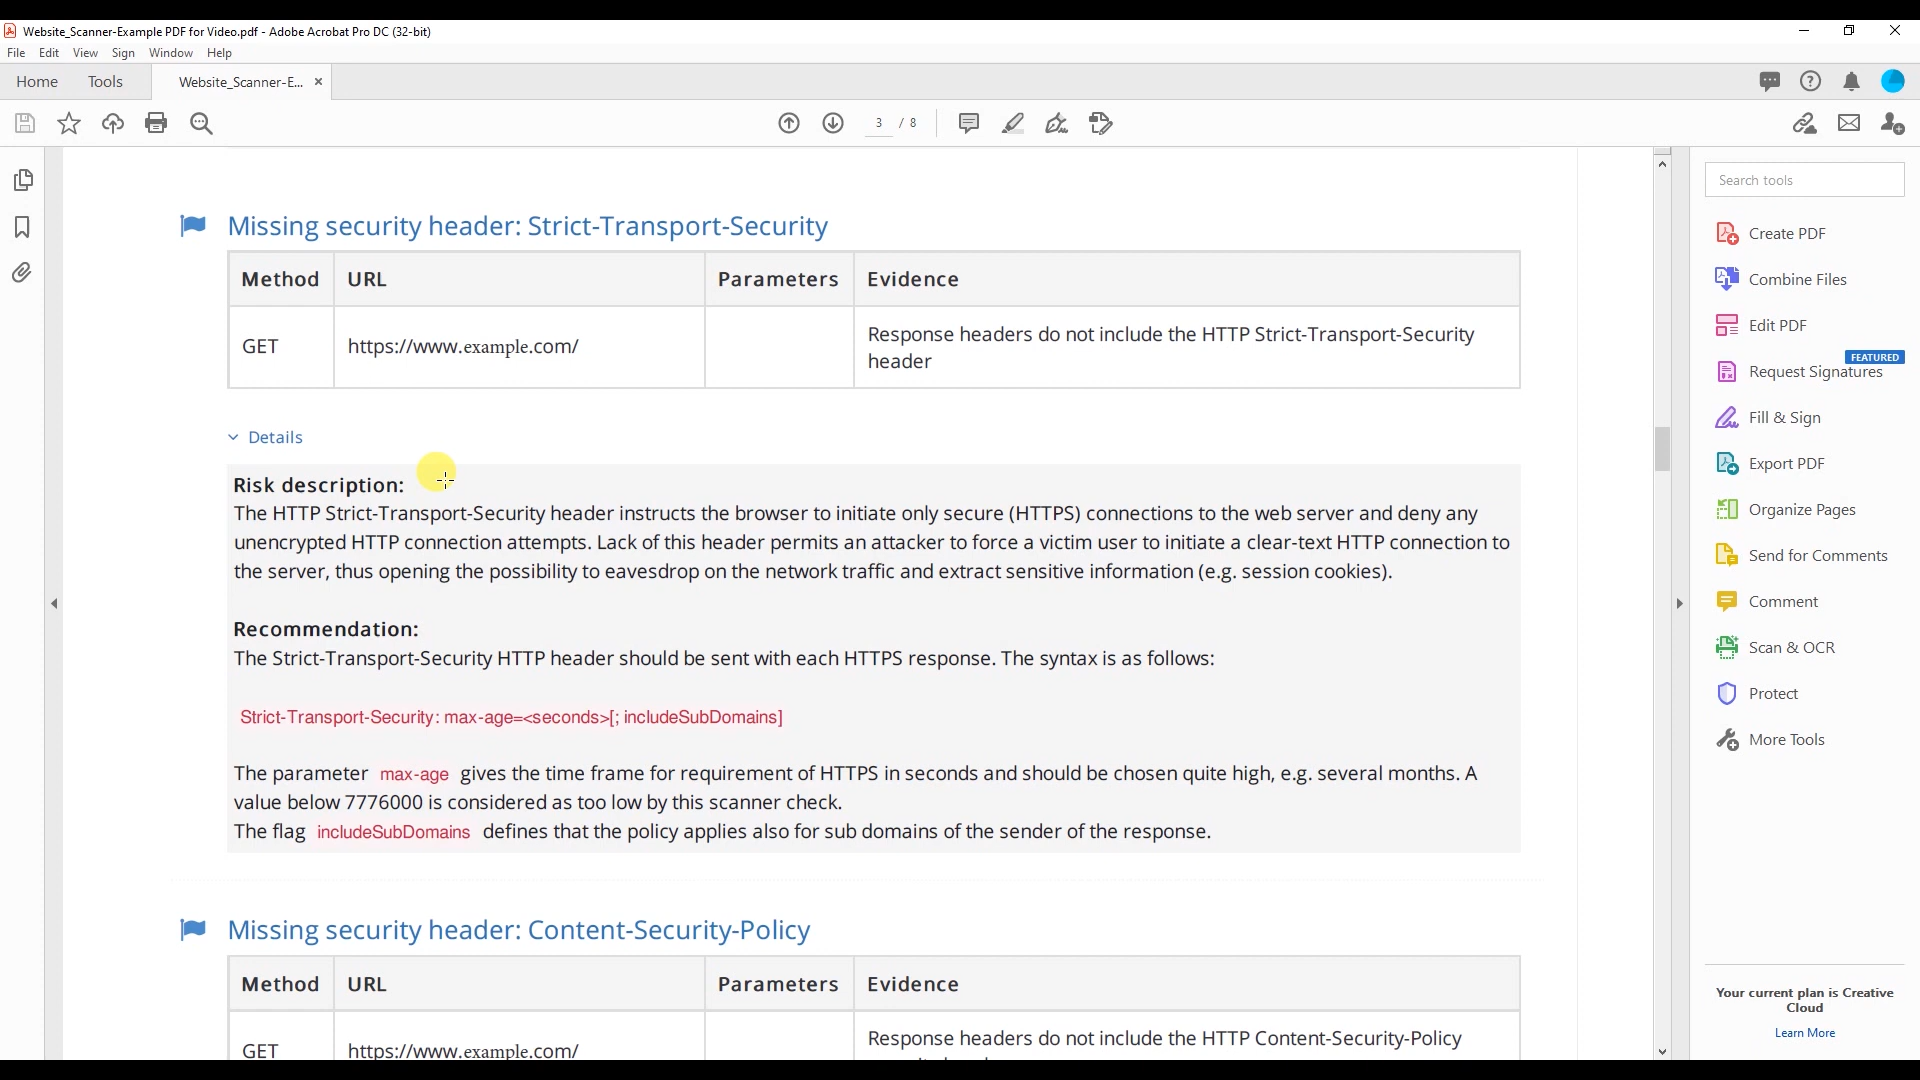 Website_Scanner-Example PDF for Video.pdf - Adobe Acrobat Pro DC (32-bit)
File Edit View Sign Window Help
Home Tools Website_Scanner-E...
3 / 8
Search tools
Create PDF
Combine Files
Edit PDF
FEATURED
Request Signatures
Fill & Sign
Export PDF
Organize Pages
Send for Comments
Comment
Scan & OCR
Protect
More Tools
Your current plan is Creative
Cloud
Learn More
Missing security header: Strict-Transport-Security
Method URL Parameters Evidence
GET https://www.example.com/ Response headers do not include the HTTP Strict-Transport-Security
header
Details
Risk description:
The HTTP Strict-Transport-Security header instructs the browser to initiate only secure (HTTPS) connections to the web server and deny any
unencrypted HTTP connection attempts. Lack of this header permits an attacker to force a victim user to initiate a clear-text HTTP connection to
the server, thus opening the possibility to eavesdrop on the network traffic and extract sensitive information (e.g. session cookies).
Recommendation:
The Strict-Transport-Security HTTP header should be sent with each HTTPS response. The syntax is as follows:
Strict-Transport-Security: max-age=<seconds>[; includeSubDomains]
The parameter max-age gives the time frame for requirement of HTTPS in seconds and should be chosen quite high, e.g. several months. A
value below 7776000 is considered as too low by this scanner check.
The flag includeSubDomains defines that the policy applies also for sub domains of the sender of the response.
Missing security header: Content-Security-Policy
Method URL Parameters Evidence
GET https://www.example.com/ Response headers do not include the HTTP Content-Security-Policy